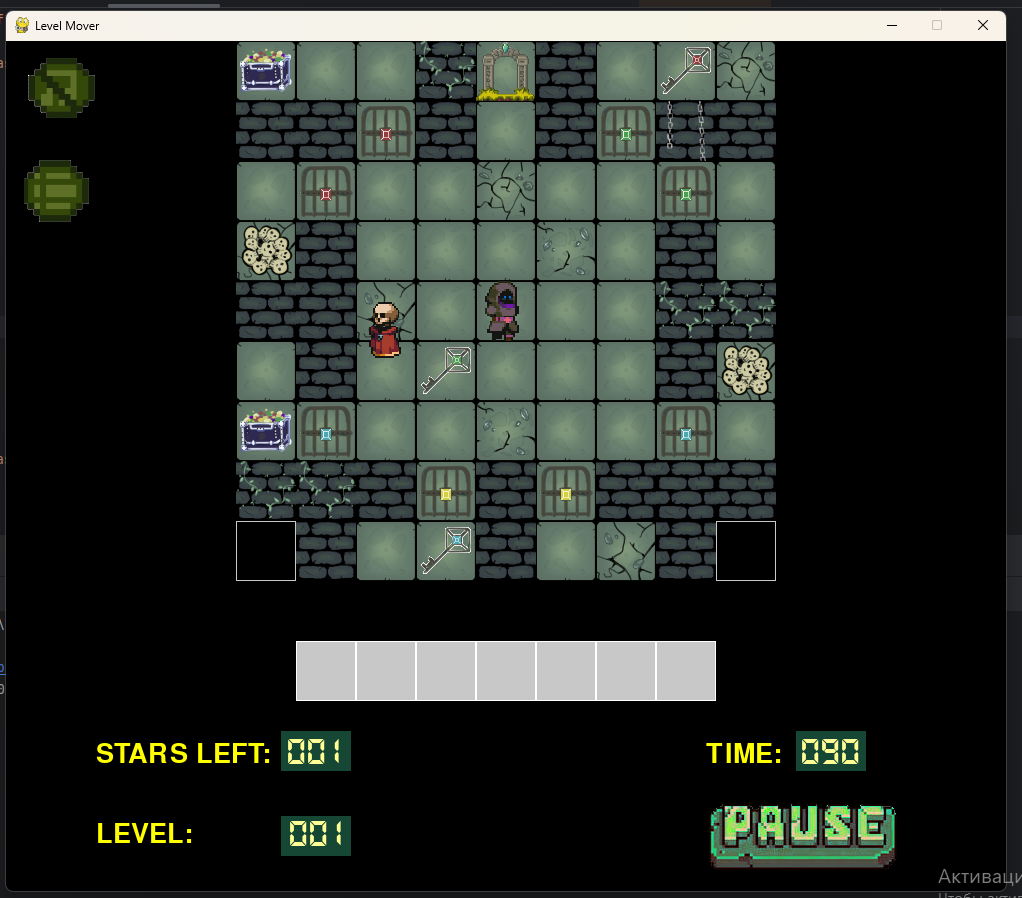 Level Mover
STARS LEFT: 001
TIME: 090
LEVEL: 001
PAUSE
Активаци